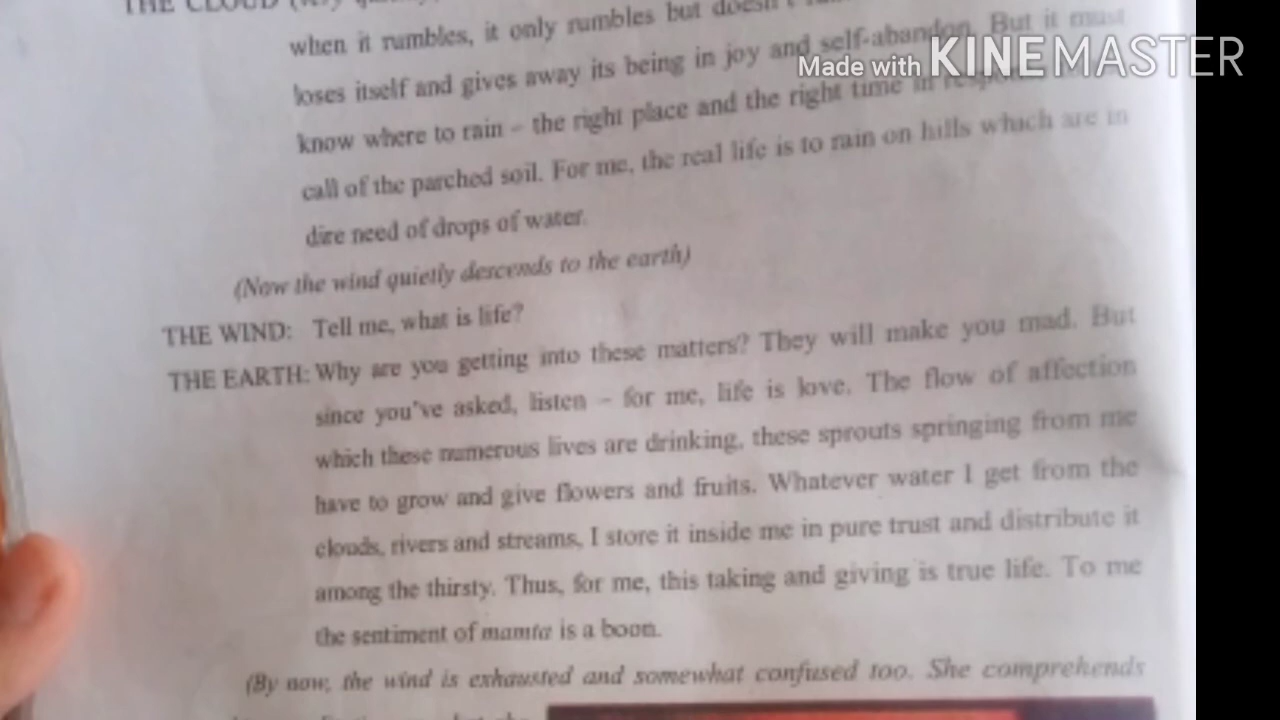 THE CLOUD
when it rumbles, it only rumbles but doesn't
loses itself and gives away its being in joy and self-abandon. But it must
know where to rain – the right place and the right time in
call of the parched soil. For me, the real life is to rain on hills which are in
dire need of drops of water.
(Now the wind quietly descends to the earth)
THE WIND: Tell me, what is life?
THE EARTH: Why are you getting into these matters? They will make you mad. But
since you've asked, listen – for me, life is love. The flow of affection
which these numerous lives are drinking, these sprouts springing from me
have to grow and give flowers and fruits. Whatever water I get from the
clouds, rivers and streams, I store it inside me in pure trust and distribute it
among the thirsty. Thus, for me, this taking and giving is true life. To me
the sentiment of mamta is a boon.
(By now, the wind is exhausted and somewhat confused too. She comprehends
Made with KINEMASTER